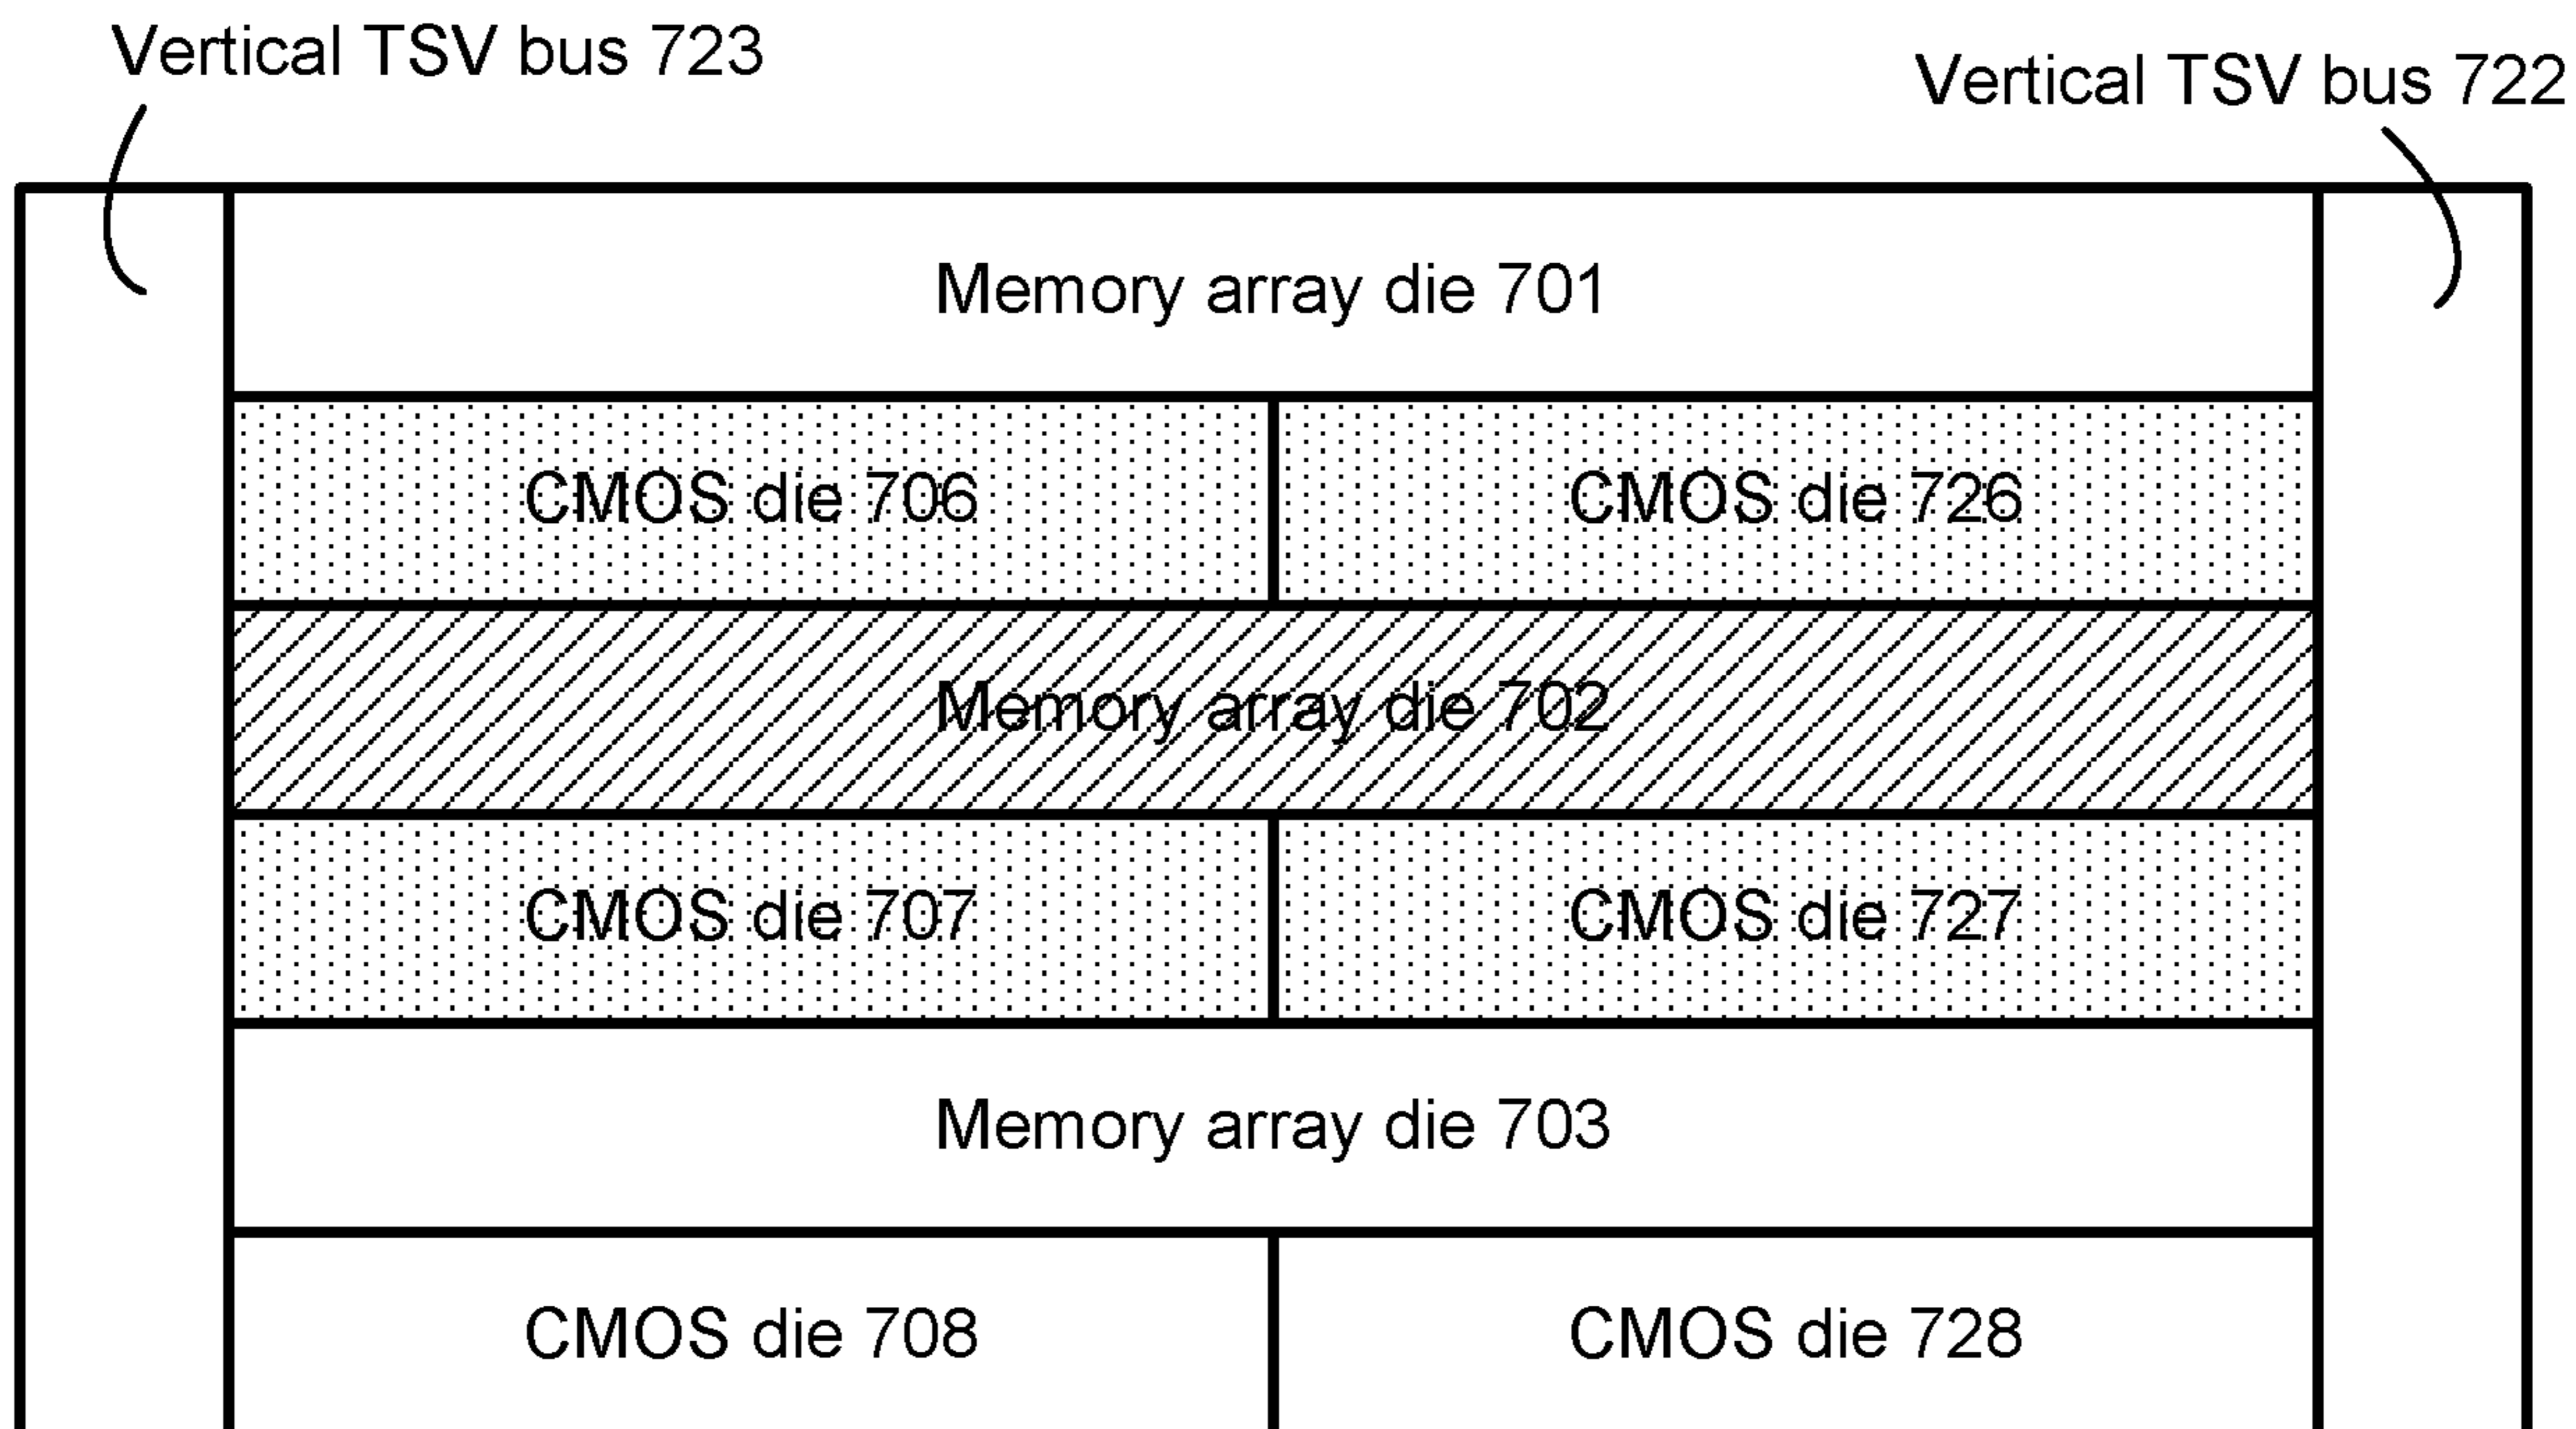 Vertical TSV bus 723
Vertical TSV bus 722
Memory array die 701
CMOS die 706
CMOS die 726
Memory array die 702
CMOS die 707
CMOS die 727
Memory array die 703
CMOS die 708
CMOS die 728